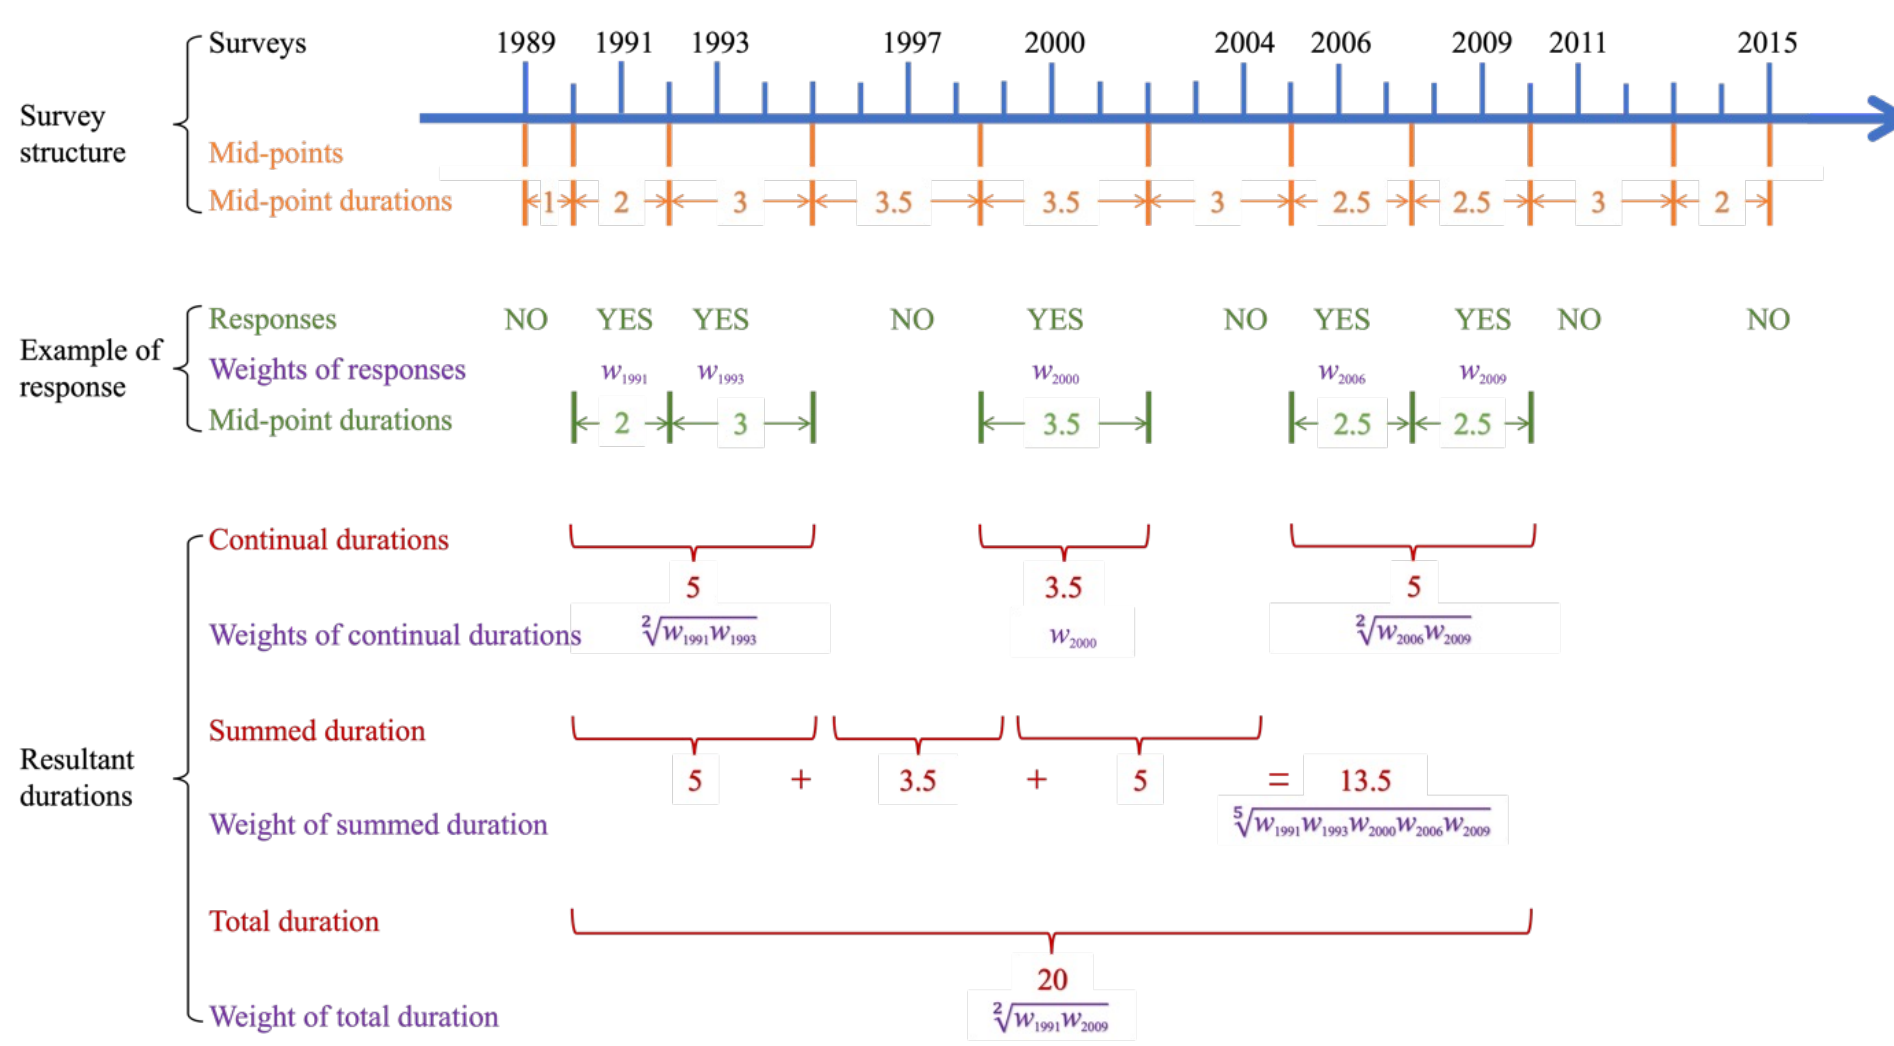 Surveys 1989 1991 1993 1997 2000 2004 2006 2009 2011 2015
Survey
structure
Mid-points
Mid-point durations 1 2 3 3.5 3.5 3 2.5 2.5 3 2
Responses NO YES YES NO YES NO YES YES NO NO
Example of
response
Weights of responses w1991 w1993 w2000 w2006 w2009
Mid-point durations 2 3 3.5 2.5 2.5
Continual durations
5 3.5 5
Weights of continual durations ²√w1991w1993 w2000 ²√w2006w2009
Summed duration
Resultant
durations
5 + 3.5 + 5 = 13.5
Weight of summed duration ⁵√w1991w1993w2000w2006w2009
Total duration
20
Weight of total duration ²√w1991w2009